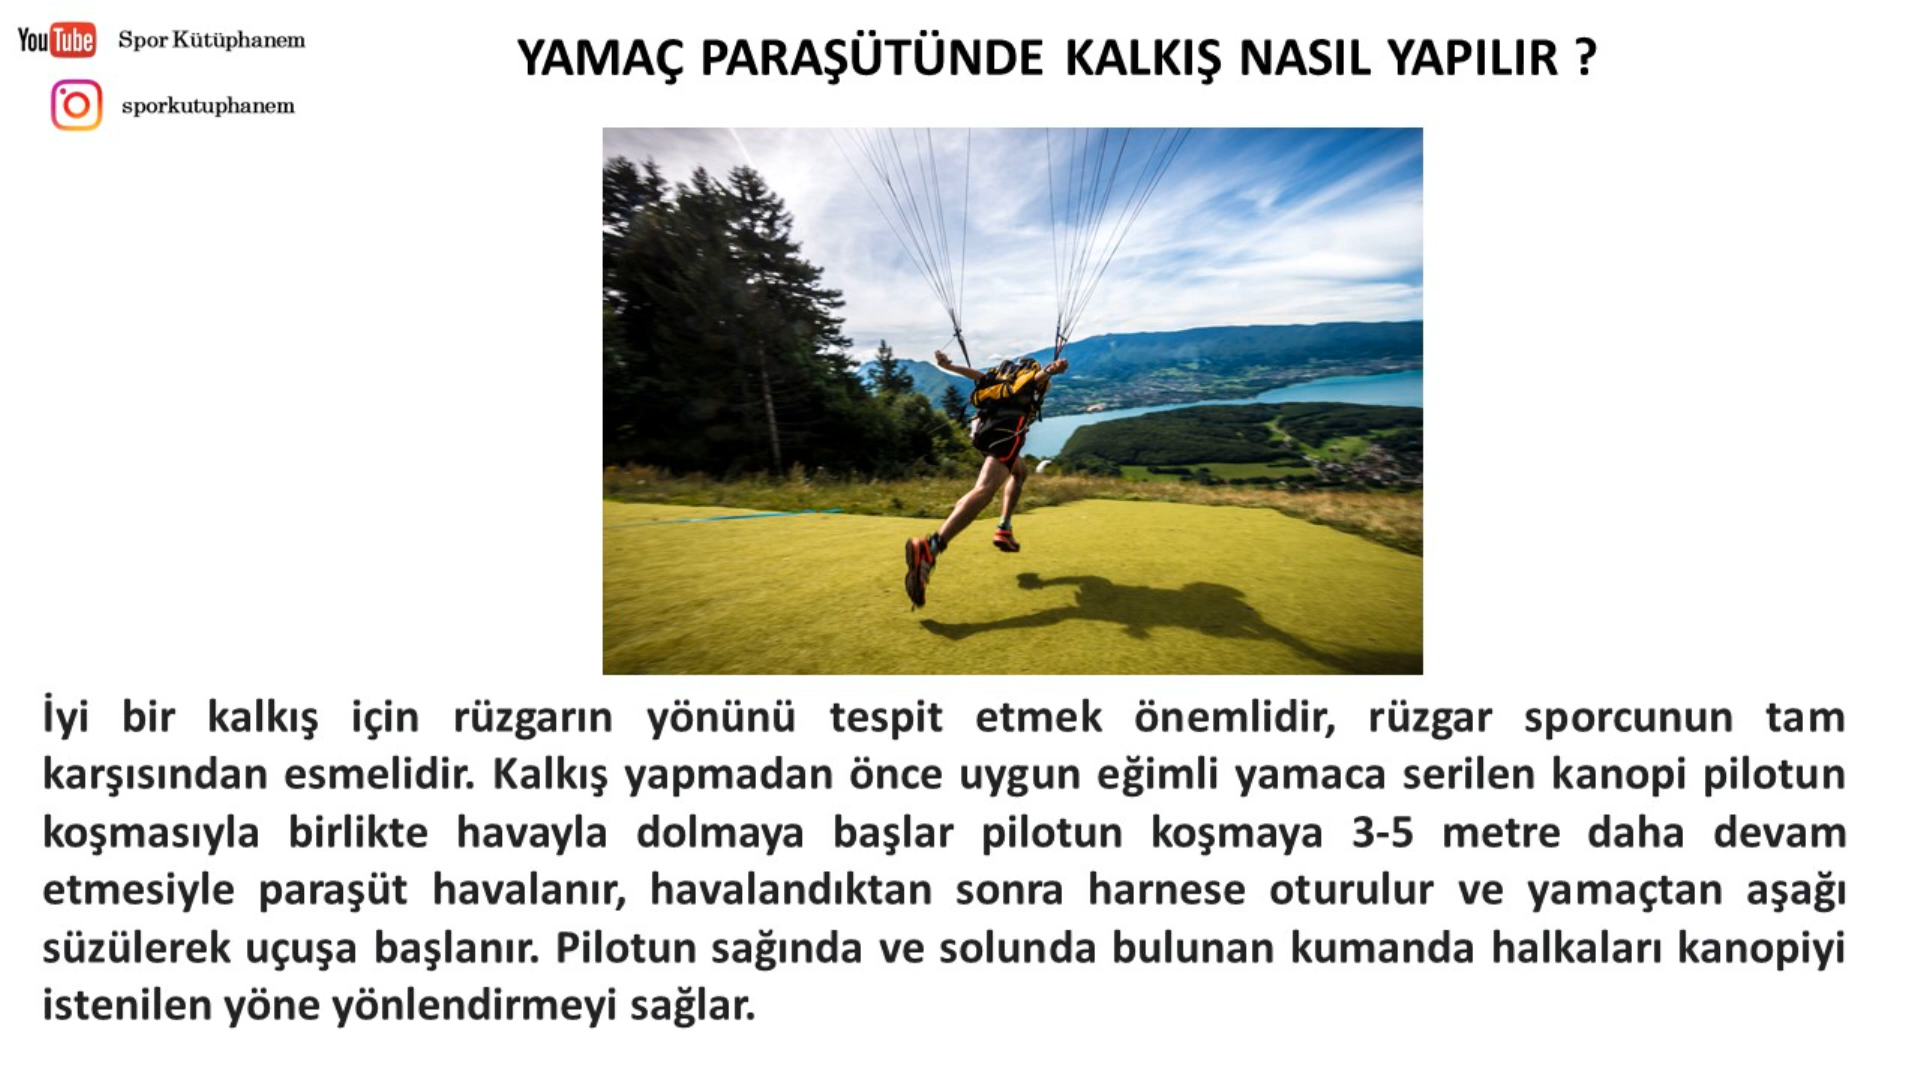 YouTube Spor Kütüphanem
sporkutuphanem
YAMAÇ PARAŞÜTÜNDE KALKIŞ NASIL YAPILIR ?
İyi bir kalkış için rüzgarın yönünü tespit etmek önemlidir, rüzgar sporcunun tam
karşısından esmelidir. Kalkış yapmadan önce uygun eğimli yamaca serilen kanopi pilotun
koşmasıyla birlikte havayla dolmaya başlar pilotun koşmaya 3-5 metre daha devam
etmesiyle paraşüt havalanır, havalandıktan sonra harnese oturulur ve yamaçtan aşağı
süzülerek uçuşa başlanır. Pilotun sağında ve solunda bulunan kumanda halkaları kanopiyi
istenilen yöne yönlendirmeyi sağlar.